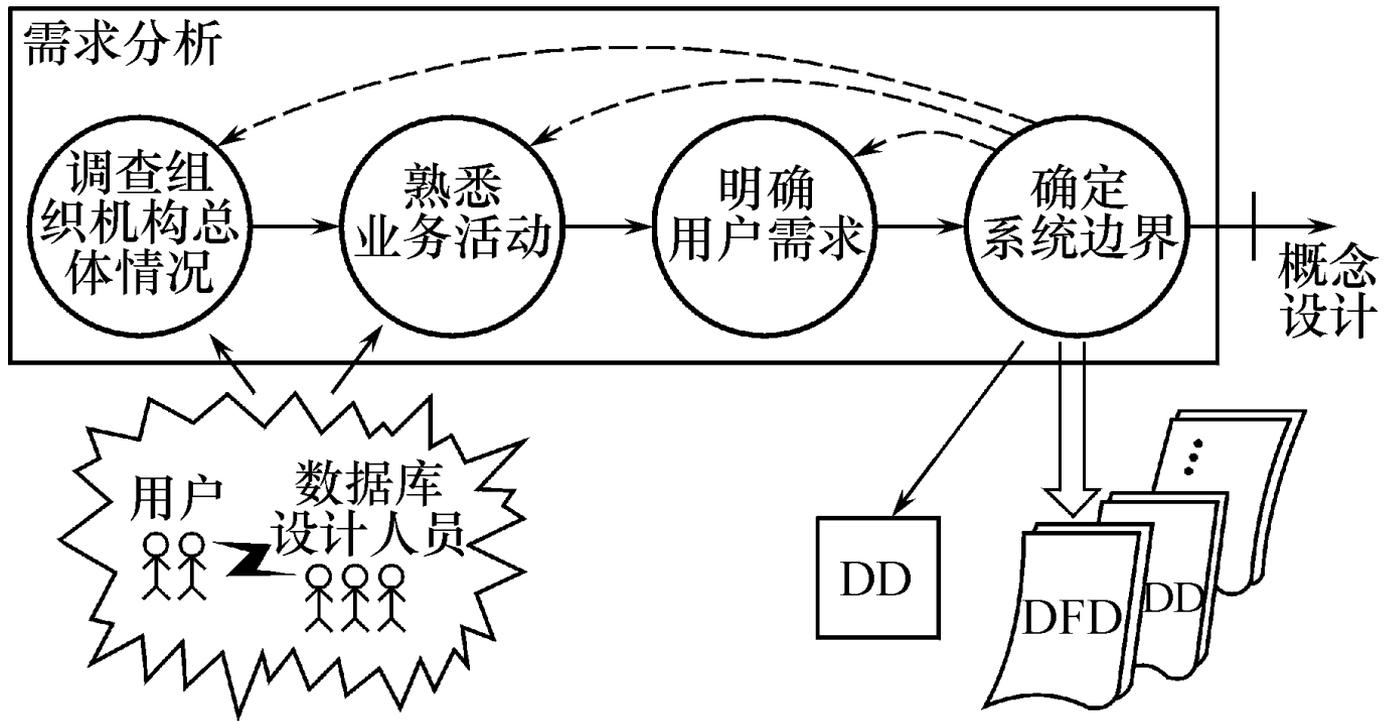 需求分析
调查组
织机构总
体情况
熟悉
业务活动
明确
用户需求
确定
系统边界
概念
设计
用户
数据库
设计人员
DD
DFD
DD